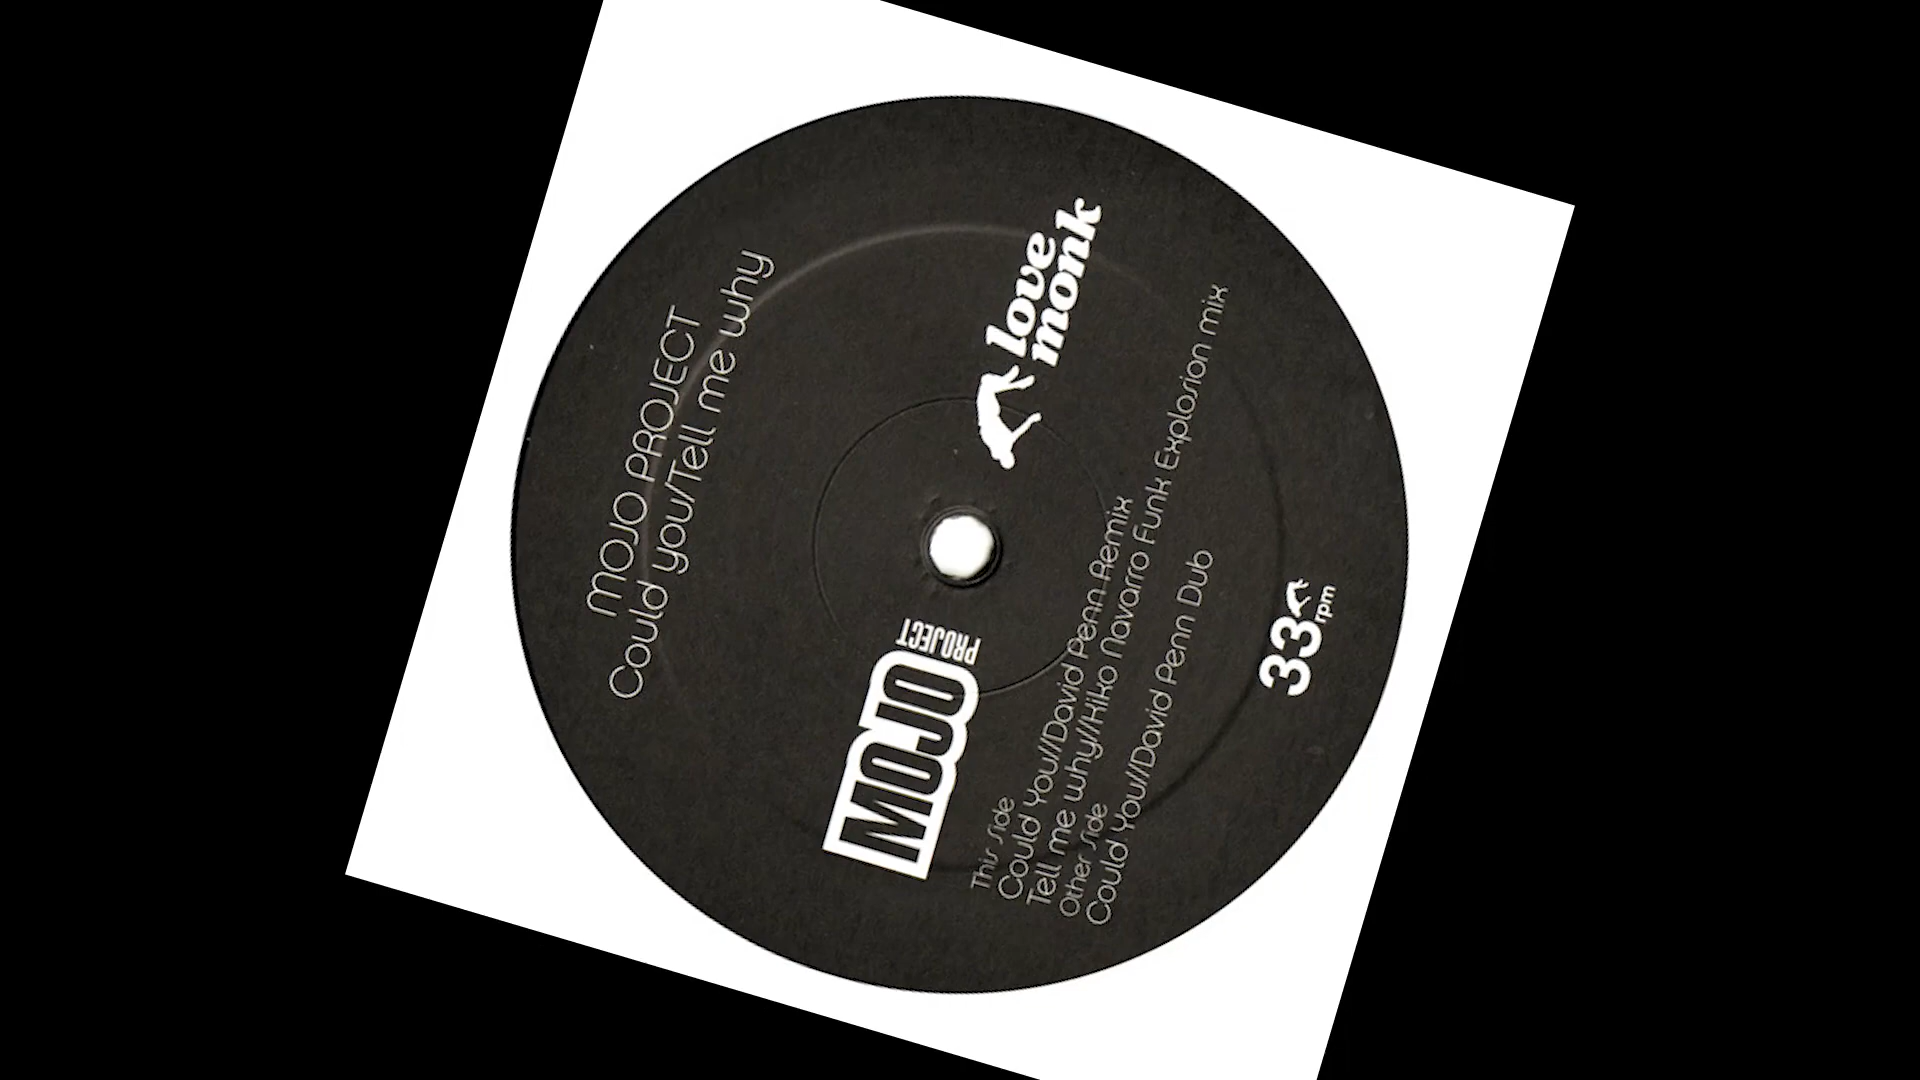 MOJO PROJECT
Could you/Tell me why
MOJO
PROJECT
love
monk
This Side
Could You//David Penn Remix
Tell me why//Kiko Navarro Funk Explosion mix
Other Side
Could You//David Penn Dub
33
rpm